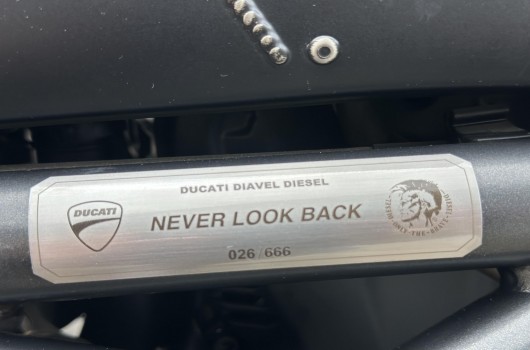 DUCATI DIAVEL DIESEL
DUCATI
NEVER LOOK BACK
026/666